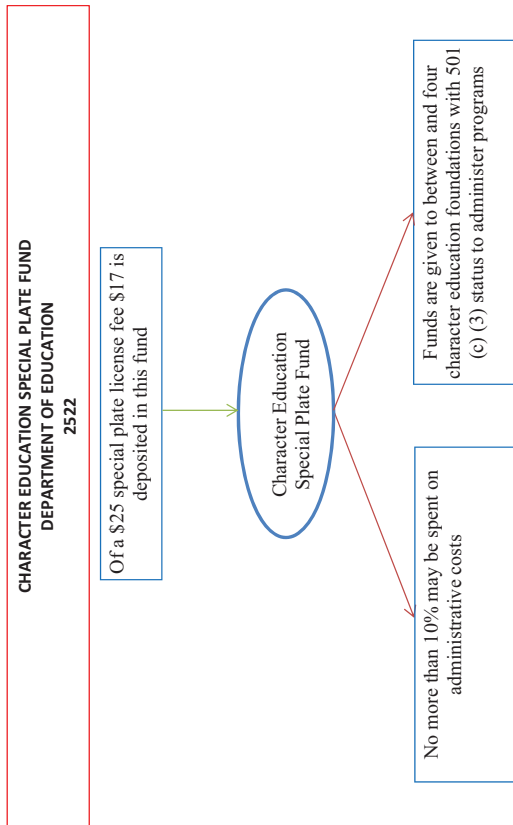 CHARACTER EDUCATION SPECIAL PLATE FUND
DEPARTMENT OF EDUCATION
2522
Of a $25 special plate license fee $17 is
deposited in this fund
Character Education
Special Plate Fund
No more than 10% may be spent on
administrative costs
Funds are given to between and four
character education foundations with 501
(c) (3) status to administer programs